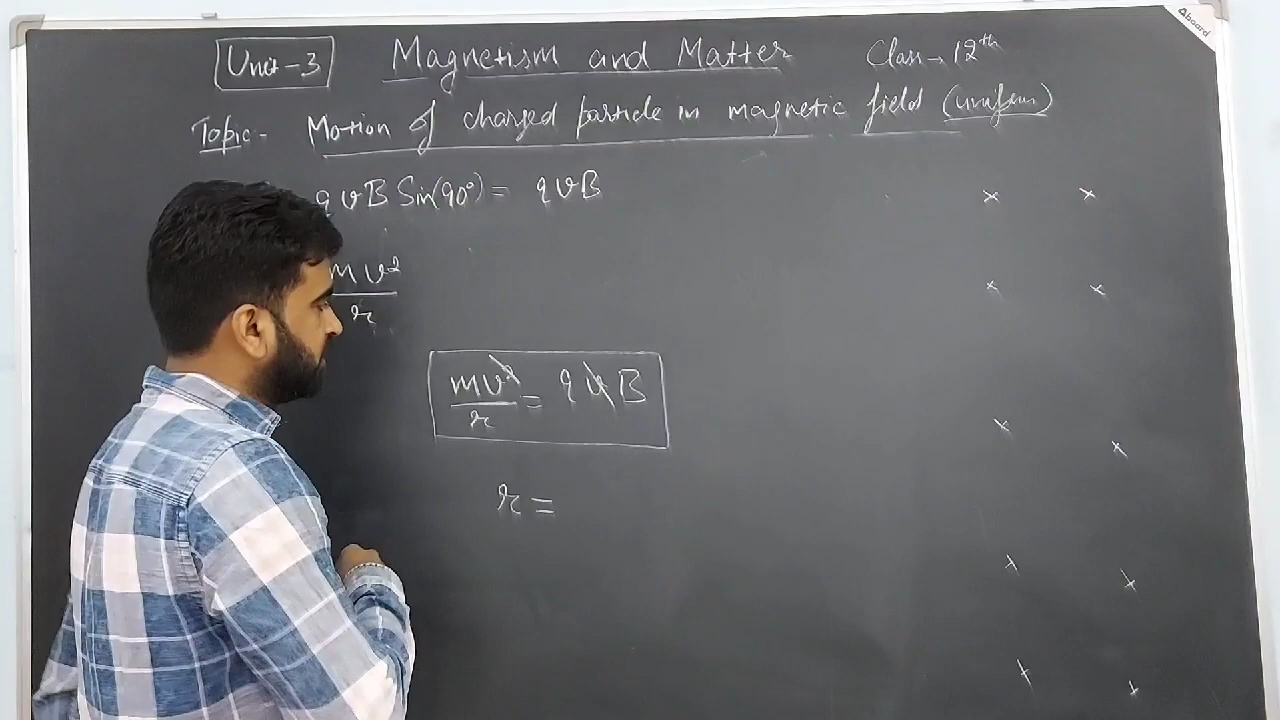 Aboard
Unit-3 Magnetism and Matter Class → 12th
Topic - Motion of charged particle in magnetic field (uniform)
q v B Sin(90°) = q v B
m v²
r
mv²/r = q v B
r =
× ×
× ×
× ×
× ×
× ×